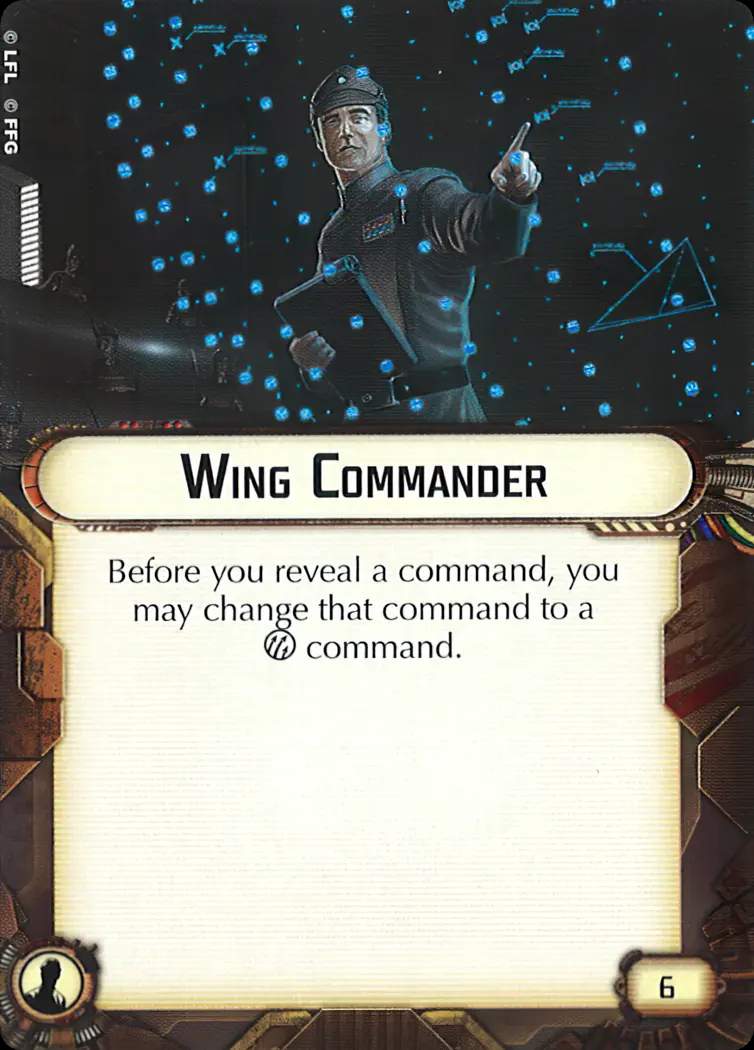 © LFL © FFG
WING COMMANDER
Before you reveal a command, you
may change that command to a
command.
6